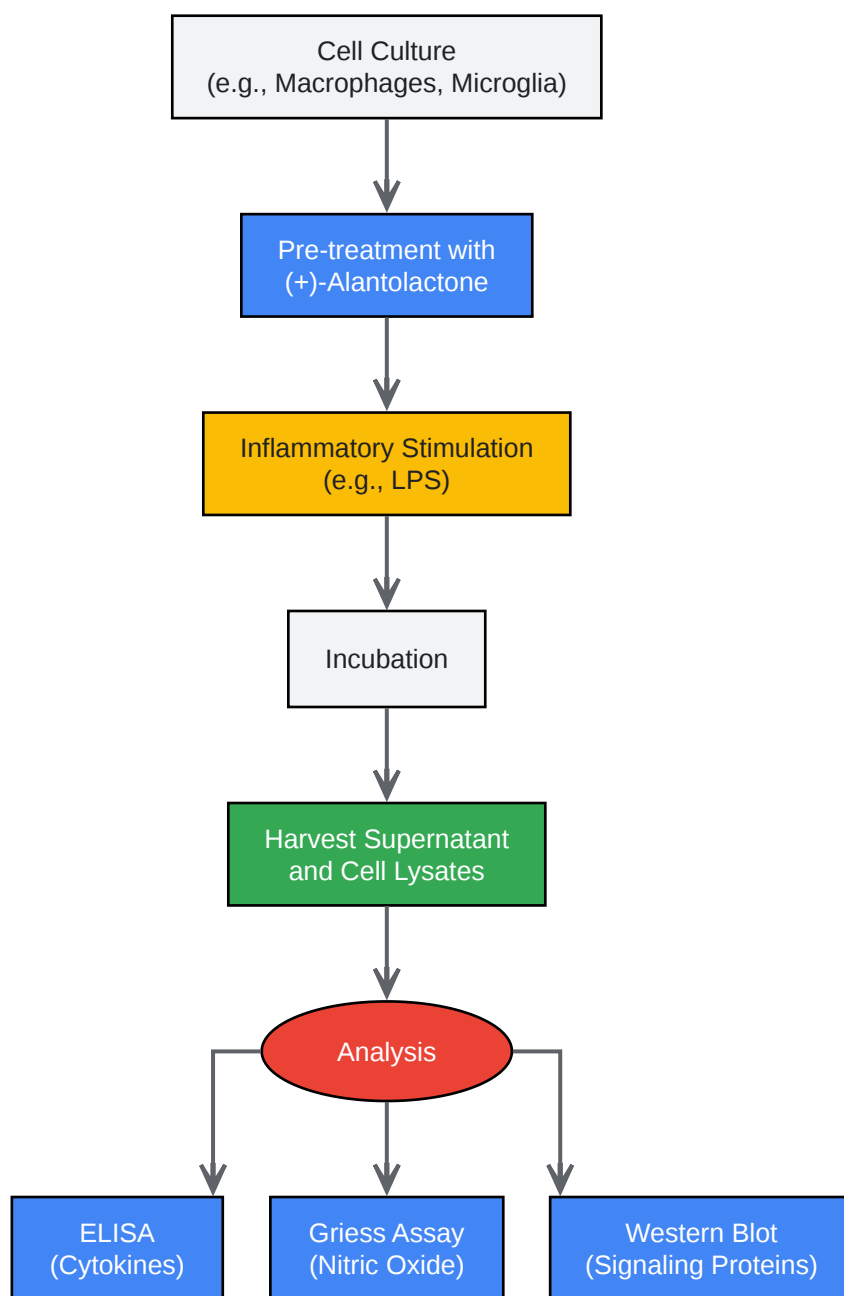 Cell Culture
(e.g., Macrophages, Microglia)
Pre-treatment with
(+)-Alantolactone
Inflammatory Stimulation
(e.g., LPS)
Incubation
Harvest Supernatant
and Cell Lysates
Analysis
ELISA
(Cytokines)
Griess Assay
(Nitric Oxide)
Western Blot
(Signaling Proteins)